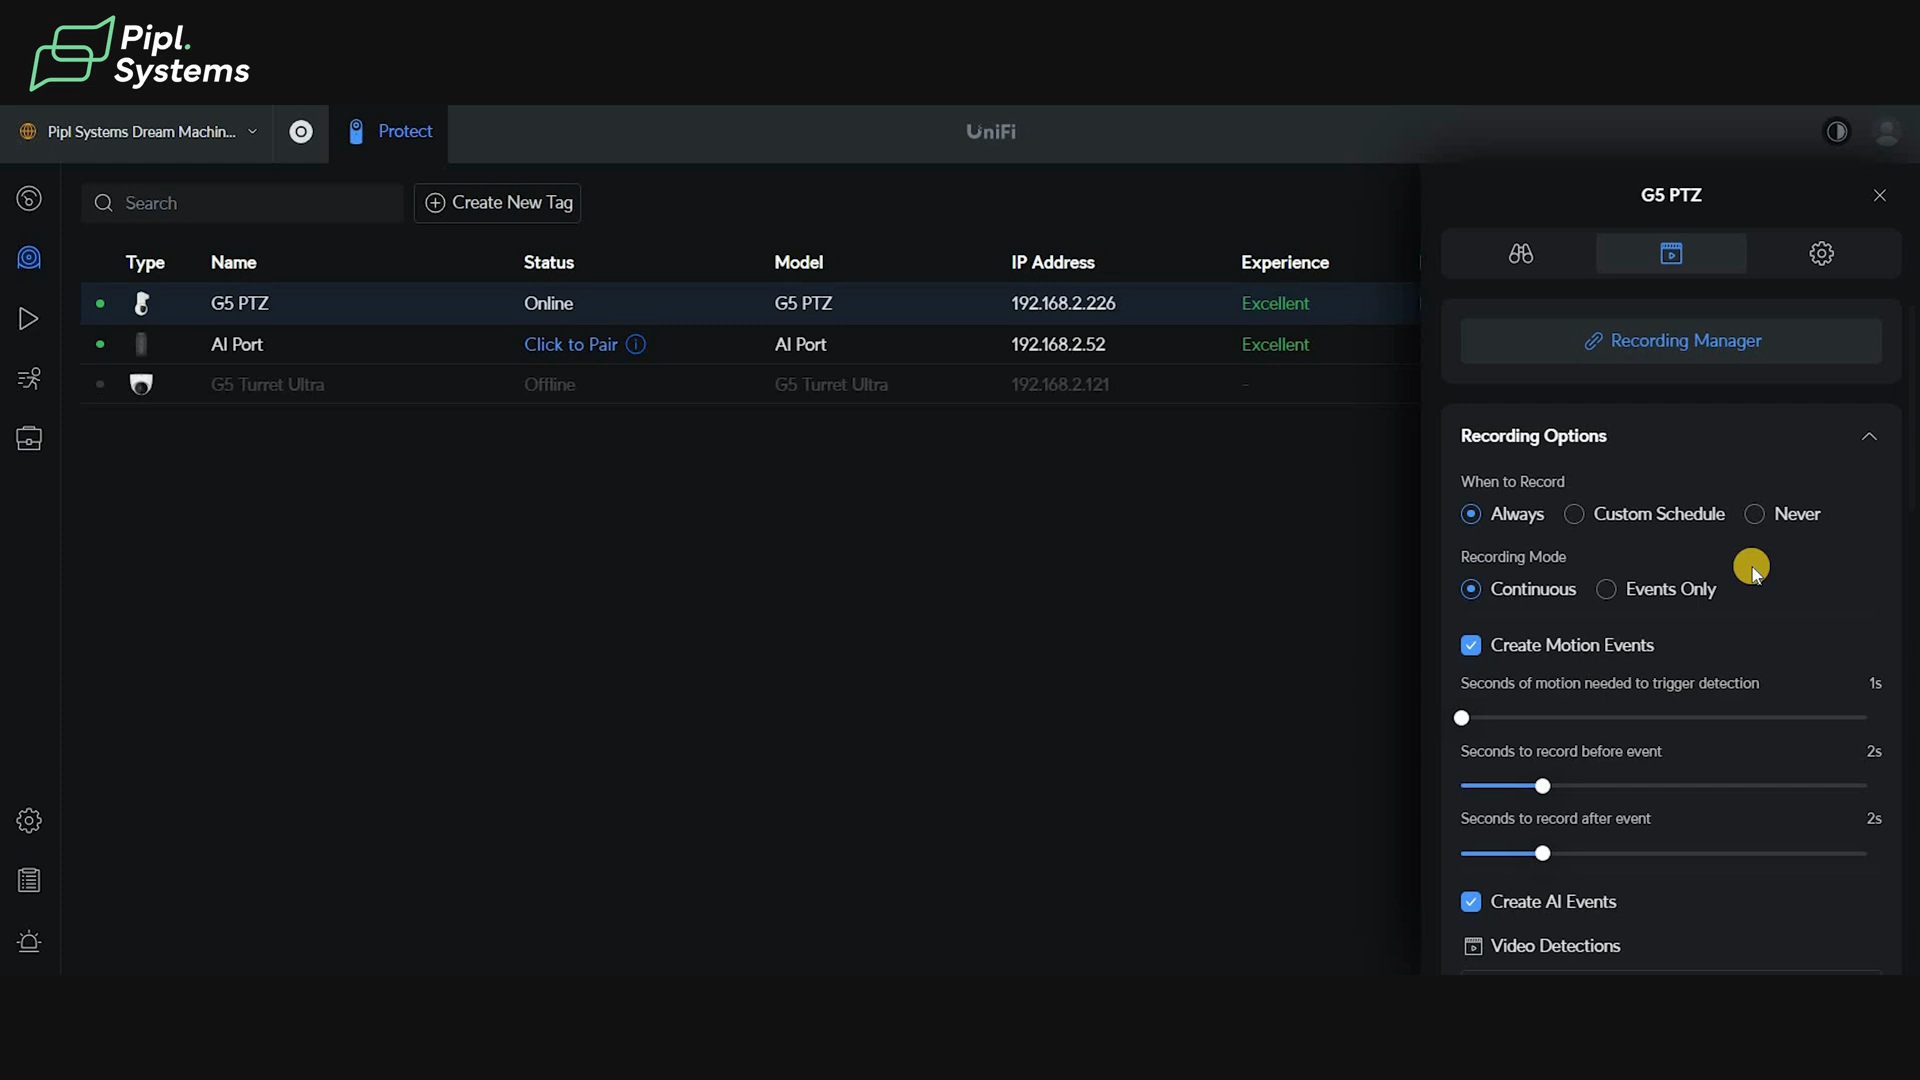 Pipl.
Systems
Pipl Systems Dream Machin...
Protect
UniFi
Search
Create New Tag
Type Name Status Model IP Address Experience
G5 PTZ Online G5 PTZ 192.168.2.226 Excellent
AI Port Click to Pair AI Port 192.168.2.52 Excellent
G5 Turret Ultra Offline G5 Turret Ultra 192.168.2.121 -
G5 PTZ
Recording Manager
Recording Options
When to Record
Always Custom Schedule Never
Recording Mode
Continuous Events Only
Create Motion Events
Seconds of motion needed to trigger detection 1s
Seconds to record before event 2s
Seconds to record after event 2s
Create AI Events
Video Detections